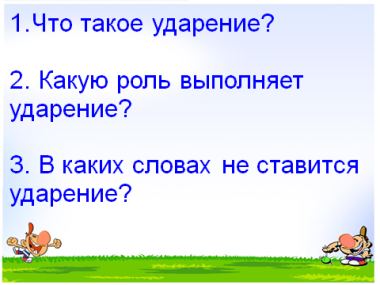 1.Что такое ударение?
2. Какую роль выполняет
ударение?
3. В каких словах не ставится
ударение?